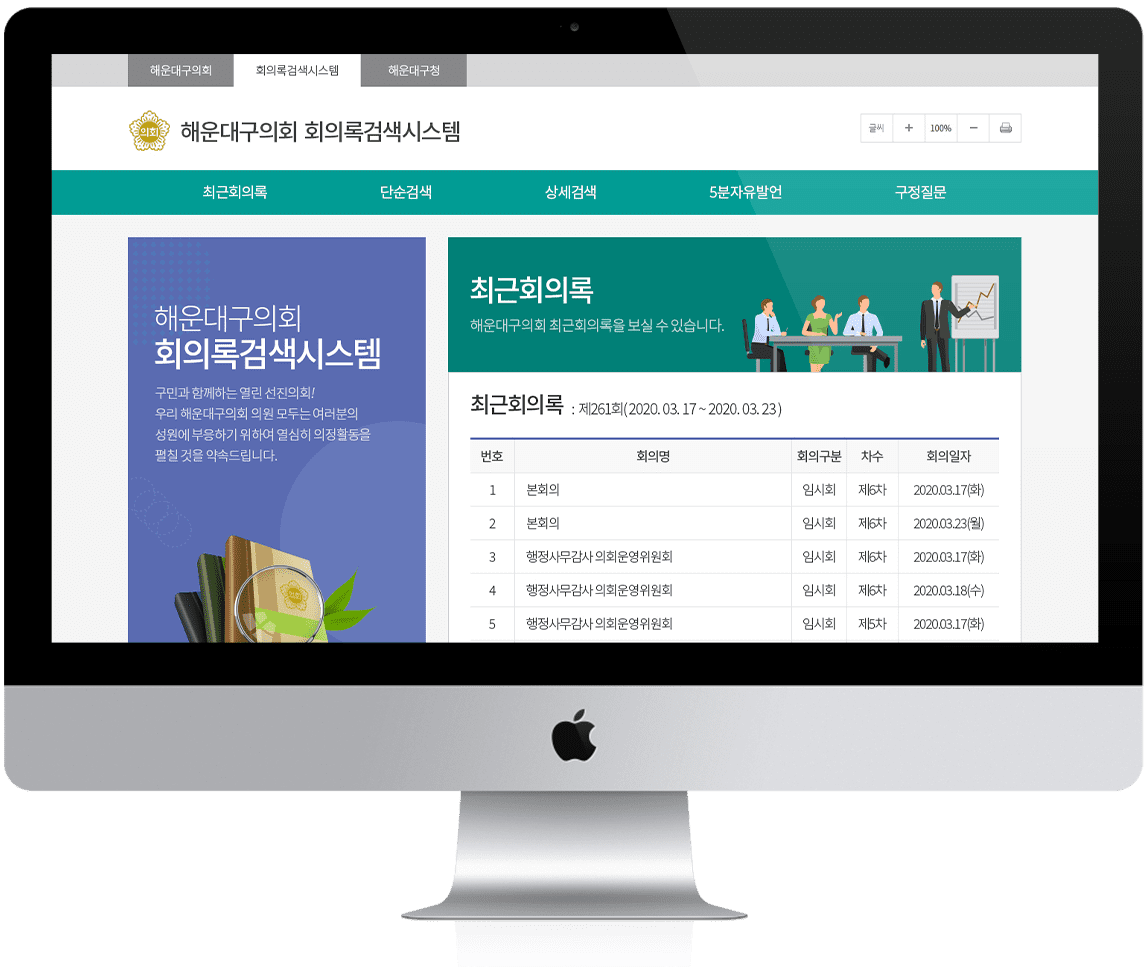 해운대구의회 회의록검색시스템 해운대구청
의회 해운대구의회 회의록검색시스템
글씨 + 100% −
최근회의록 단순검색 상세검색 5분자유발언 구정질문
해운대구의회
회의록검색시스템
구민과 함께하는 열린 선진의회!
우리 해운대구의회 의원 모두는 여러분의
성원에 부응하기 위하여 열심히 의정활동을
펼칠 것을 약속드립니다.
의회
최근회의록
해운대구의회 최근회의록을 보실 수 있습니다.
최근회의록 : 제261회( 2020. 03. 17 ~ 2020. 03. 23 )
번호 회의명 회의구분 차수 회의일자
1 본회의 임시회 제6차 2020.03.17(화)
2 본회의 임시회 제6차 2020.03.23(월)
3 행정사무감사 의회운영위원회 임시회 제6차 2020.03.17(화)
4 행정사무감사 의회운영위원회 임시회 제6차 2020.03.18(수)
5 행정사무감사 의회운영위원회 임시회 제5차 2020.03.17(화)